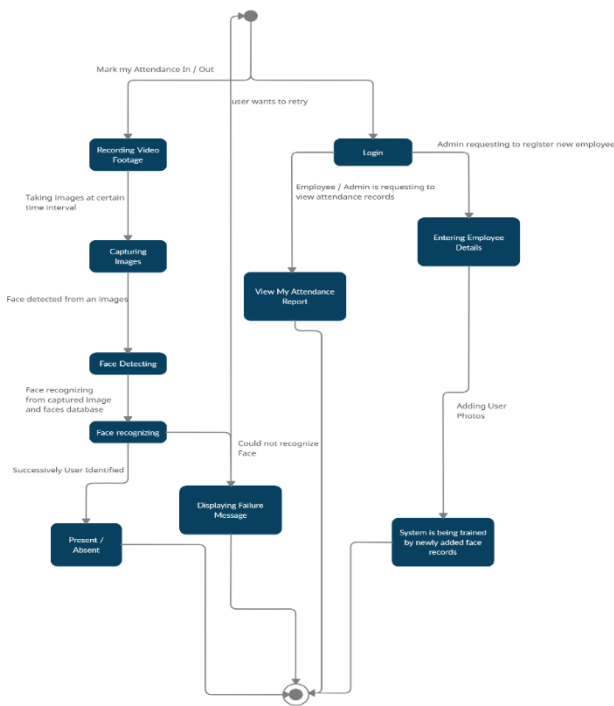 Mark my Attendance In / Out
user wants to retry
Recording Video
Footage
Login
Admin requesting to register new employee
Taking images at certain
time interval
Employee / Admin is requesting to
view attendance records
Capturing
Images
Entering Employee
Details
Face detected from an images
View My Attendance
Report
Face Detecting
Face recognizing
from captured image
and faces database
Adding User
Photos
Face recognizing
Could not recognize
Face
Successively User Identified
Displaying Failure
Message
Present /
Absent
System is being trained
by newly added face
records